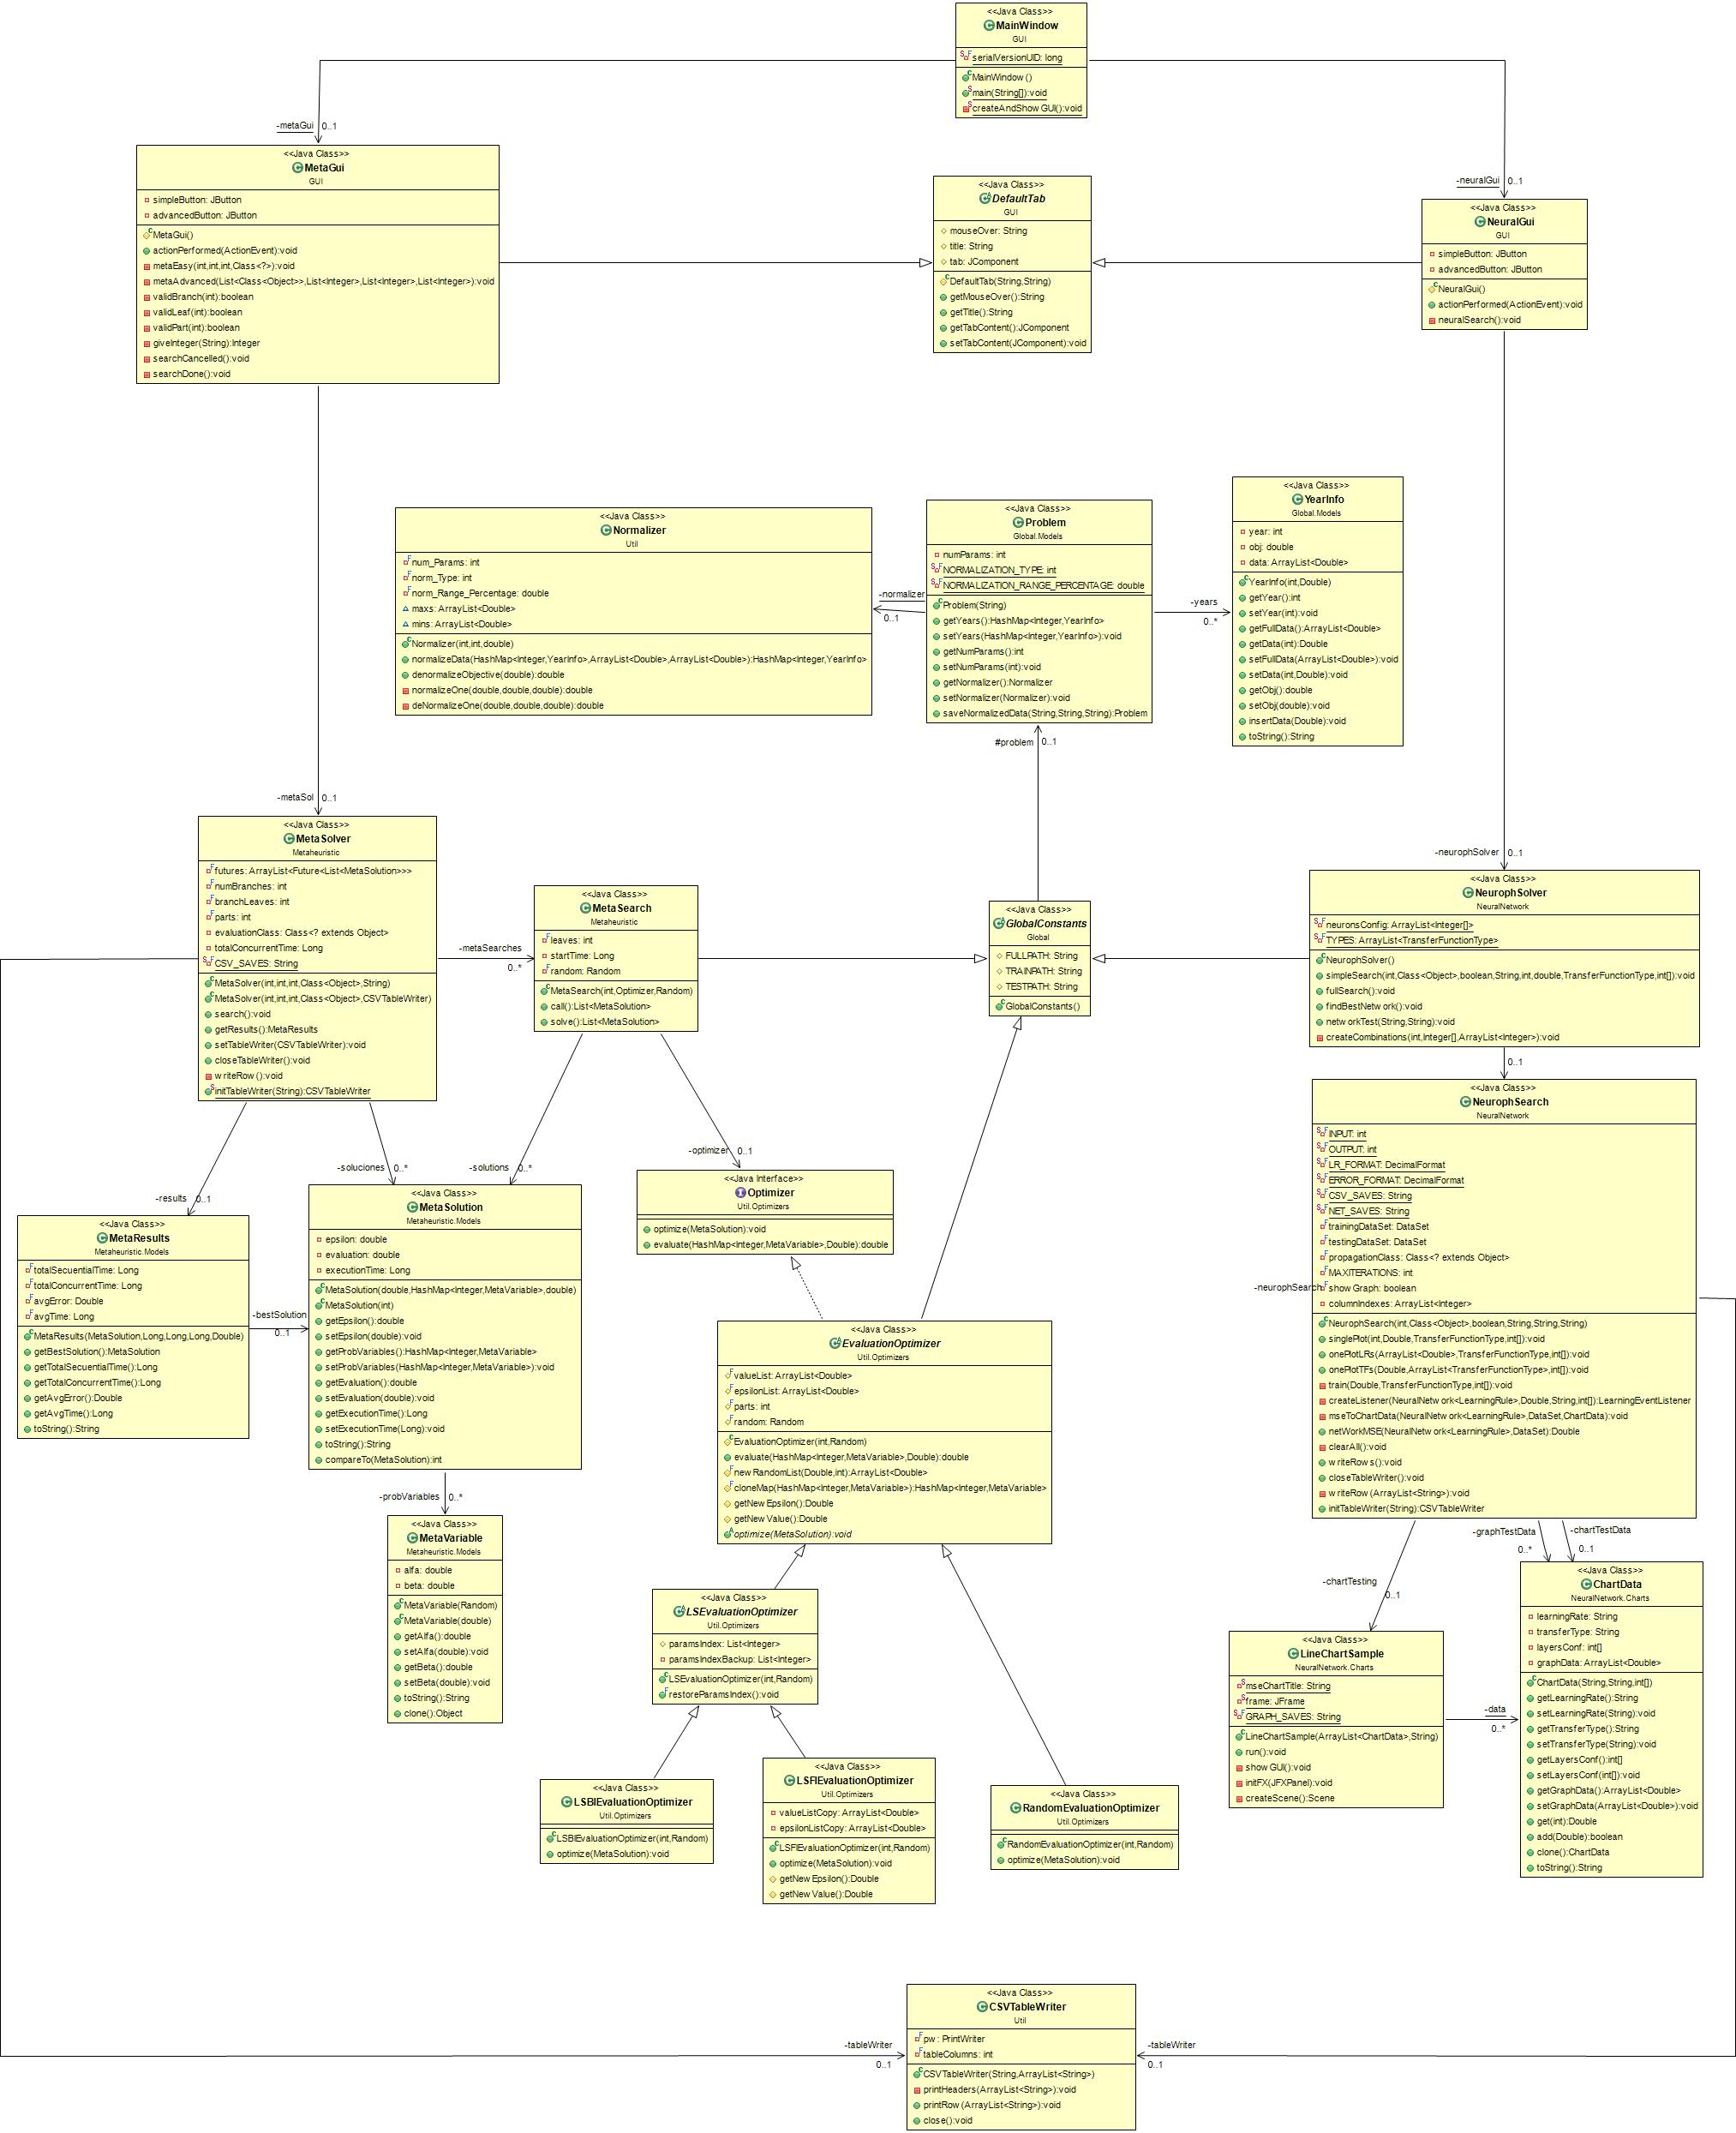 <<Java Class>>
MainWindow
GUI
serialVersionUID: long
MainWindow ()
main(String[]):void
createAndShow GUI():void
-metaGui
0..1
-neuralGui
0..1
<<Java Class>>
MetaGui
GUI
simpleButton: JButton
advancedButton: JButton
MetaGui()
actionPerformed(ActionEvent):void
metaEasy(int,int,int,Class<?>):void
metaAdvanced(List<Class<Object>>,List<Integer>,List<Integer>,List<Integer>):void
validBranch(int):boolean
validLeaf(int):boolean
validPart(int):boolean
giveInteger(String):Integer
searchCancelled():void
searchDone():void
<<Java Class>>
DefaultTab
GUI
mouseOver: String
title: String
tab: JComponent
DefaultTab(String,String)
getMouseOver():String
getTitle():String
getTabContent():JComponent
setTabContent(JComponent):void
<<Java Class>>
NeuralGui
GUI
simpleButton: JButton
advancedButton: JButton
NeuralGui()
actionPerformed(ActionEvent):void
neuralSearch():void
<<Java Class>>
Normalizer
Util
num_Params: int
norm_Type: int
norm_Range_Percentage: double
maxs: ArrayList<Double>
mins: ArrayList<Double>
Normalizer(int,int,double)
normalizeData(HashMap<Integer,YearInfo>,ArrayList<Double>,ArrayList<Double>):HashMap<Integer,YearInfo>
denormalizeObjective(double):double
normalizeOne(double,double,double):double
deNormalizeOne(double,double,double):double
-normalizer
0..1
<<Java Class>>
Problem
Global.Models
numParams: int
NORMALIZATION_TYPE: int
NORMALIZATION_RANGE_PERCENTAGE: double
Problem(String)
getYears():HashMap<Integer,YearInfo>
setYears(HashMap<Integer,YearInfo>):void
getNumParams():int
setNumParams(int):void
getNormalizer():Normalizer
setNormalizer(Normalizer):void
saveNormalizedData(String,String,String):Problem
-years
0..*
<<Java Class>>
YearInfo
Global.Models
year: int
obj: double
data: ArrayList<Double>
YearInfo(int,Double)
getYear():int
setYear(int):void
getFullData():ArrayList<Double>
getData(int):Double
setFullData(ArrayList<Double>):void
setData(int,Double):void
getObj():double
setObj(double):void
insertData(Double):void
toString():String
#problem
0..1
-metaSol
0..1
-neurophSolver
0..1
<<Java Class>>
MetaSolver
Metaheuristic
futures: ArrayList<Future<List<MetaSolution>>>
numBranches: int
branchLeaves: int
parts: int
evaluationClass: Class<? extends Object>
totalConcurrentTime: Long
CSV_SAVES: String
MetaSolver(int,int,int,Class<Object>,String)
MetaSolver(int,int,int,Class<Object>,CSVTableWriter)
search():void
getResults():MetaResults
setTableWriter(CSVTableWriter):void
closeTableWriter():void
w riteRow ():void
initTableWriter(String):CSVTableWriter
-metaSearches
0..*
<<Java Class>>
MetaSearch
Metaheuristic
leaves: int
startTime: Long
random: Random
MetaSearch(int,Optimizer,Random)
call():List<MetaSolution>
solve():List<MetaSolution>
<<Java Class>>
GlobalConstants
Global
FULLPATH: String
TRAINPATH: String
TESTPATH: String
GlobalConstants()
<<Java Class>>
NeurophSolver
NeuralNetwork
neuronsConfig: ArrayList<Integer[]>
TYPES: ArrayList<TransferFunctionType>
NeurophSolver()
simpleSearch(int,Class<Object>,boolean,String,int,double,TransferFunctionType,int[]):void
fullSearch():void
findBestNetw ork():void
netw orkTest(String,String):void
createCombinations(int,Integer[],ArrayList<Integer>):void
0..1
-results
0..1
-soluciones
0..*
-solutions
0..*
-optimizer
0..1
<<Java Class>>
MetaResults
Metaheuristic.Models
totalSecuentialTime: Long
totalConcurrentTime: Long
avgError: Double
avgTime: Long
MetaResults(MetaSolution,Long,Long,Long,Double)
getBestSolution():MetaSolution
getTotalSecuentialTime():Long
getTotalConcurrentTime():Long
getAvgError():Double
getAvgTime():Long
toString():String
-bestSolution
0..1
<<Java Class>>
MetaSolution
Metaheuristic.Models
epsilon: double
evaluation: double
executionTime: Long
MetaSolution(double,HashMap<Integer,MetaVariable>,double)
MetaSolution(int)
getEpsilon():double
setEpsilon(double):void
getProbVariables():HashMap<Integer,MetaVariable>
setProbVariables(HashMap<Integer,MetaVariable>):void
getEvaluation():double
setEvaluation(double):void
getExecutionTime():Long
setExecutionTime(Long):void
toString():String
compareTo(MetaSolution):int
<<Java Interface>>
Optimizer
Util.Optimizers
optimize(MetaSolution):void
evaluate(HashMap<Integer,MetaVariable>,Double):double
<<Java Class>>
NeurophSearch
NeuralNetwork
INPUT: int
OUTPUT: int
LR_FORMAT: DecimalFormat
ERROR_FORMAT: DecimalFormat
CSV_SAVES: String
NET_SAVES: String
trainingDataSet: DataSet
testingDataSet: DataSet
propagationClass: Class<? extends Object>
MAXITERATIONS: int
show Graph: boolean
columnIndexes: ArrayList<Integer>
-neurophSearch
NeurophSearch(int,Class<Object>,boolean,String,String,String)
singlePlot(int,Double,TransferFunctionType,int[]):void
onePlotLRs(ArrayList<Double>,TransferFunctionType,int[]):void
onePlotTFs(Double,ArrayList<TransferFunctionType>,int[]):void
train(Double,TransferFunctionType,int[]):void
createListener(NeuralNetw ork<LearningRule>,Double,String,int[]):LearningEventListener
mseToChartData(NeuralNetw ork<LearningRule>,DataSet,ChartData):void
netWorkMSE(NeuralNetw ork<LearningRule>,DataSet):Double
clearAll():void
w riteRow s():void
closeTableWriter():void
w riteRow (ArrayList<String>):void
initTableWriter(String):CSVTableWriter
<<Java Class>>
EvaluationOptimizer
Util.Optimizers
valueList: ArrayList<Double>
epsilonList: ArrayList<Double>
parts: int
random: Random
EvaluationOptimizer(int,Random)
evaluate(HashMap<Integer,MetaVariable>,Double):double
new RandomList(Double,int):ArrayList<Double>
cloneMap(HashMap<Integer,MetaVariable>):HashMap<Integer,MetaVariable>
getNew Epsilon():Double
getNew Value():Double
optimize(MetaSolution):void
-probVariables
0..*
<<Java Class>>
MetaVariable
Metaheuristic.Models
alfa: double
beta: double
MetaVariable(Random)
MetaVariable(double)
getAlfa():double
setAlfa(double):void
getBeta():double
setBeta(double):void
toString():String
clone():Object
<<Java Class>>
LSEvaluationOptimizer
Util.Optimizers
paramsIndex: List<Integer>
paramsIndexBackup: List<Integer>
LSEvaluationOptimizer(int,Random)
restoreParamsIndex():void
-graphTestData
0..*
-chartTestData
0..1
-chartTesting
0..1
<<Java Class>>
LineChartSample
NeuralNetwork.Charts
mseChartTitle: String
frame: JFrame
GRAPH_SAVES: String
LineChartSample(ArrayList<ChartData>,String)
run():void
show GUI():void
initFX(JFXPanel):void
createScene():Scene
-data
0..*
<<Java Class>>
ChartData
NeuralNetwork.Charts
learningRate: String
transferType: String
layersConf: int[]
graphData: ArrayList<Double>
ChartData(String,String,int[])
getLearningRate():String
setLearningRate(String):void
getTransferType():String
setTransferType(String):void
getLayersConf():int[]
setLayersConf(int[]):void
getGraphData():ArrayList<Double>
setGraphData(ArrayList<Double>):void
get(int):Double
add(Double):boolean
clone():ChartData
toString():String
<<Java Class>>
LSBIEvaluationOptimizer
Util.Optimizers
LSBIEvaluationOptimizer(int,Random)
optimize(MetaSolution):void
<<Java Class>>
LSFIEvaluationOptimizer
Util.Optimizers
valueListCopy: ArrayList<Double>
epsilonListCopy: ArrayList<Double>
LSFIEvaluationOptimizer(int,Random)
optimize(MetaSolution):void
getNew Epsilon():Double
getNew Value():Double
<<Java Class>>
RandomEvaluationOptimizer
Util.Optimizers
RandomEvaluationOptimizer(int,Random)
optimize(MetaSolution):void
-tableWriter
0..1
<<Java Class>>
CSVTableWriter
Util
pw : PrintWriter
tableColumns: int
CSVTableWriter(String,ArrayList<String>)
printHeaders(ArrayList<String>):void
printRow (ArrayList<String>):void
close():void
-tableWriter
0..1